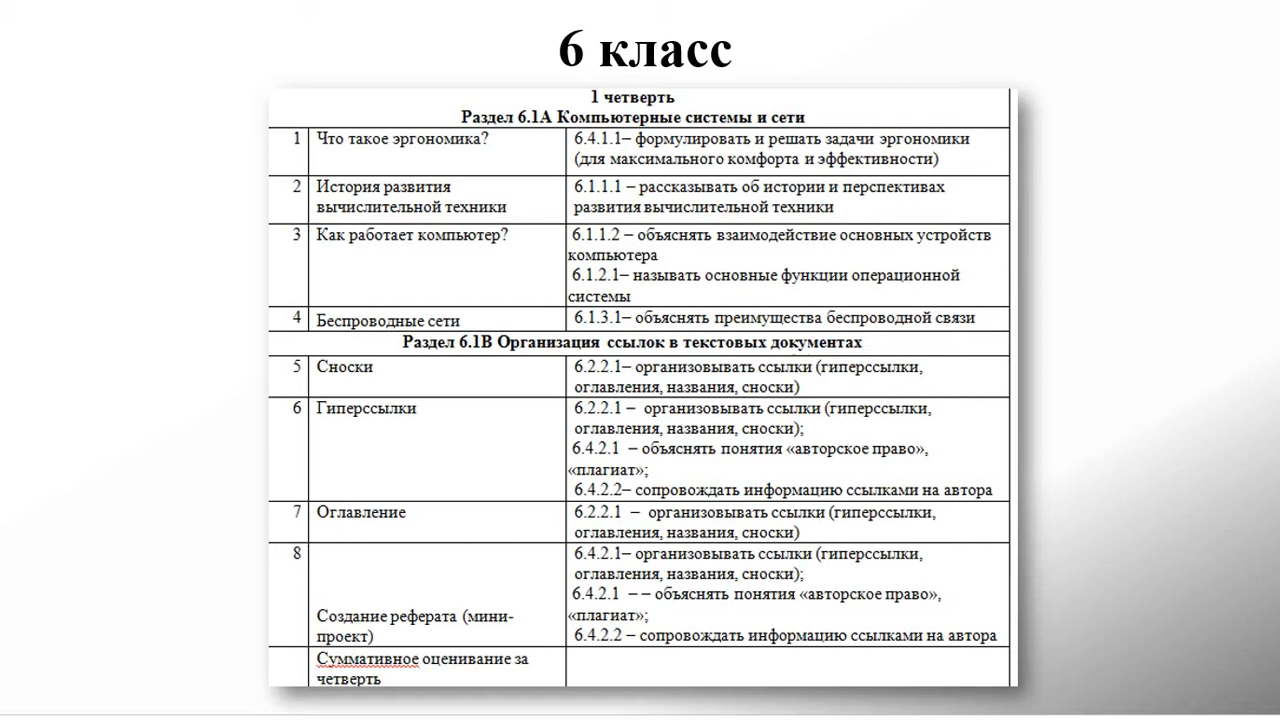 6 класс
1 четверть
Раздел 6.1А Компьютерные системы и сети
1 Что такое эргономика? 6.4.1.1– формулировать и решать задачи эргономики
(для максимального комфорта и эффективности)
2 История развития 6.1.1.1 – рассказывать об истории и перспективах
вычислительной техники развития вычислительной техники
3 Как работает компьютер? 6.1.1.2 – объяснять взаимодействие основных устройств
компьютера
6.1.2.1– называть основные функции операционной
системы
4 Беспроводные сети 6.1.3.1– объяснять преимущества беспроводной связи
Раздел 6.1В Организация ссылок в текстовых документах
5 Сноски 6.2.2.1– организовывать ссылки (гиперссылки,
оглавления, названия, сноски)
6 Гиперссылки 6.2.2.1 – организовывать ссылки (гиперссылки,
оглавления, названия, сноски);
6.4.2.1 – объяснять понятия «авторское право»,
«плагиат»;
6.4.2.2– сопровождать информацию ссылками на автора
7 Оглавление 6.2.2.1 – организовывать ссылки (гиперссылки,
оглавления, названия, сноски)
8 6.4.2.1– организовывать ссылки (гиперссылки,
оглавления, названия, сноски);
6.4.2.1 – – объяснять понятия «авторское право»,
Создание реферата (мини- «плагиат»;
проект) 6.4.2.2 – сопровождать информацию ссылками на автора
Суммативное оценивание за
четверть